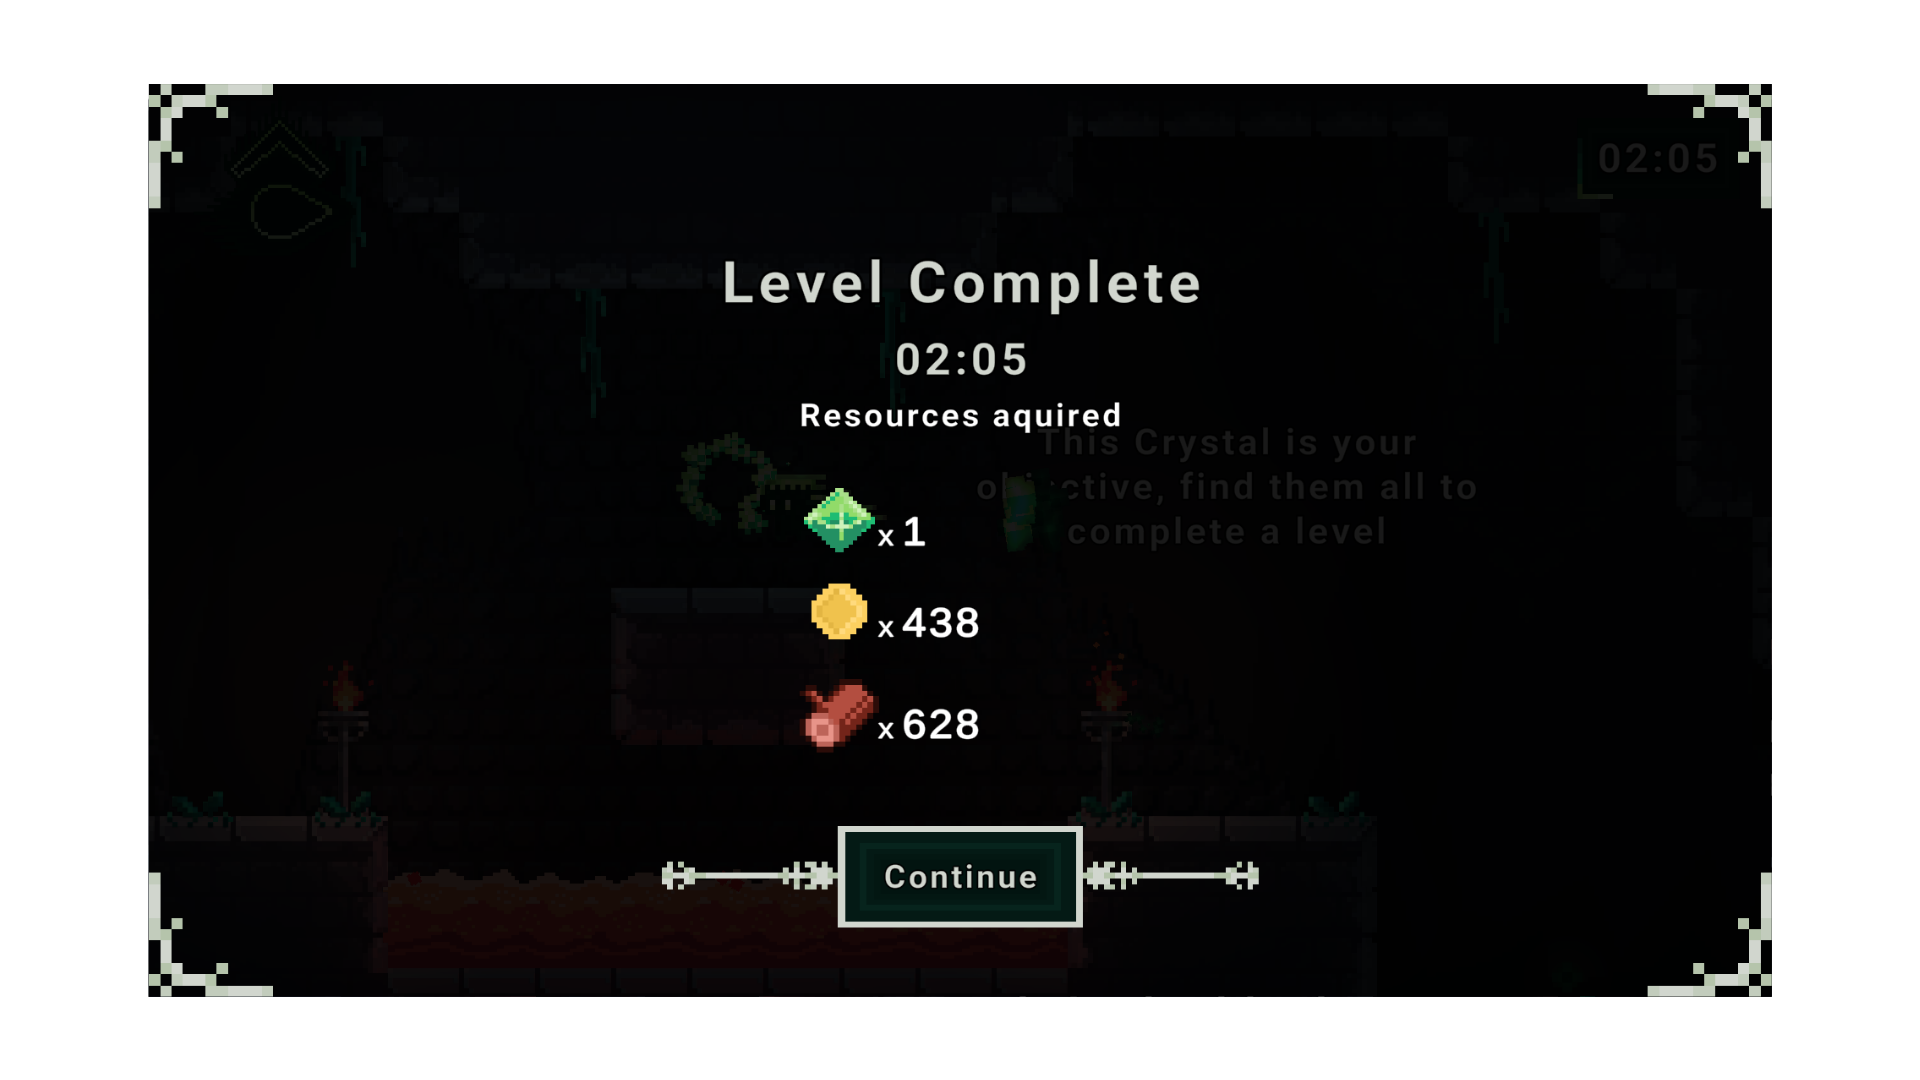 02:05
Level Complete
02:05
Resources aquired
This Crystal is your
objective, find them all to
complete a level
x 1
x 438
x 628
Continue